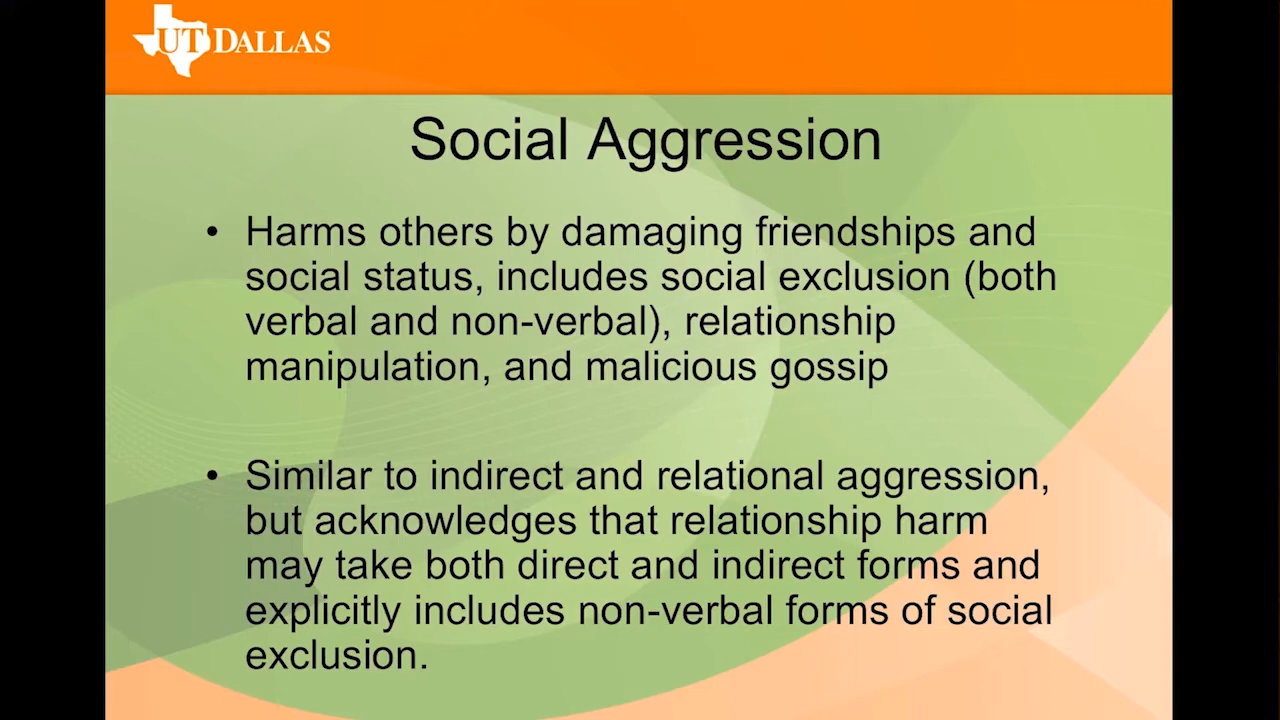 UT DALLAS
Social Aggression
• Harms others by damaging friendships and
social status, includes social exclusion (both
verbal and non-verbal), relationship
manipulation, and malicious gossip
• Similar to indirect and relational aggression,
but acknowledges that relationship harm
may take both direct and indirect forms and
explicitly includes non-verbal forms of social
exclusion.